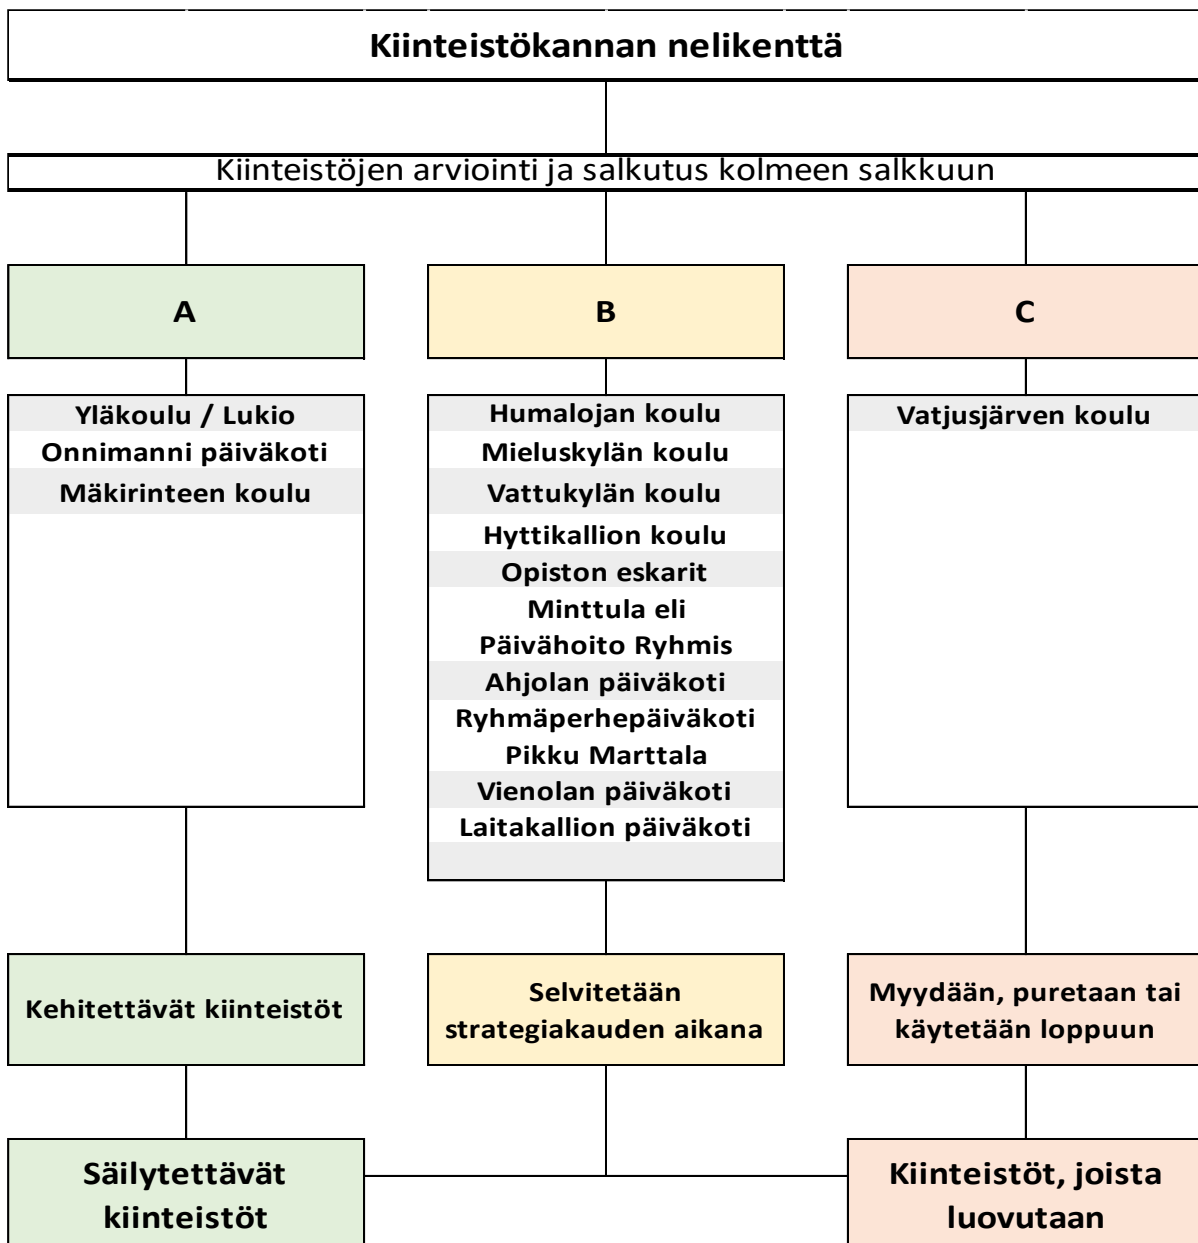 Kiinteistökannan nelikenttä
Kiinteistöjen arviointi ja salkutus kolmeen salkkuun
A
B
C
Yläkoulu / Lukio
Onnimanni päiväkoti
Mäkirinteen koulu
Humalojan koulu
Mieluskylän koulu
Vattukylän koulu
Hyttikallion koulu
Opiston eskarit
Minttula eli
Päivähoito Ryhmis
Ahjolan päiväkoti
Ryhmäperhepäiväkoti
Pikku Marttala
Vienolan päiväkoti
Laitakallion päiväkoti
Vatjusjärven koulu
Kehitettävät kiinteistöt
Selvitetään
strategiakauden aikana
Myydään, puretaan tai
käytetään loppuun
Säilytettävät
kiinteistöt
Kiinteistöt, joista
luovutaan